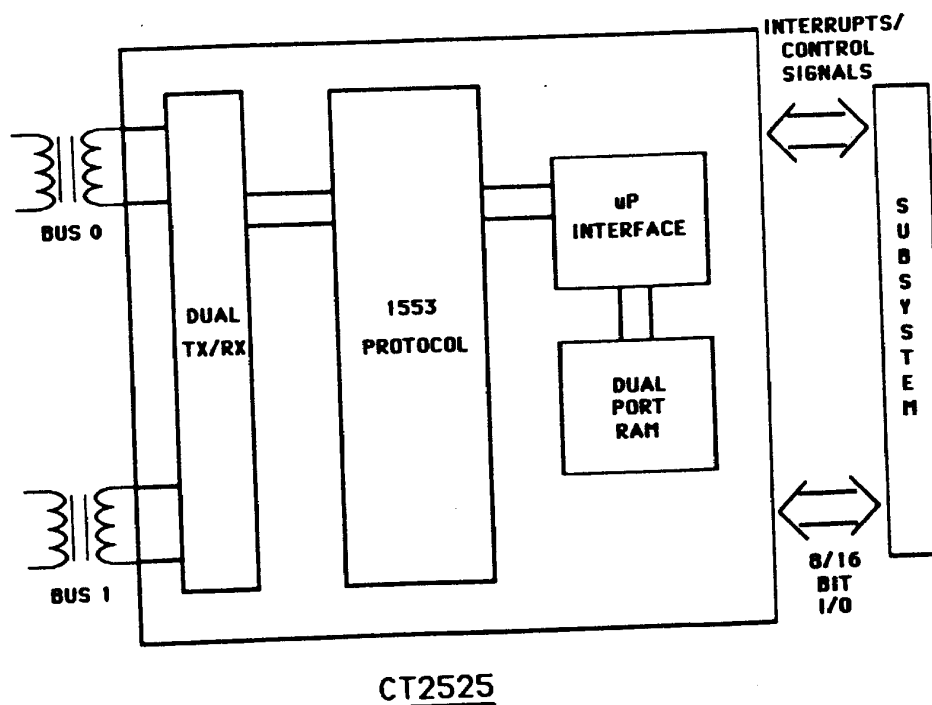 INTERRUPTS/
CONTROL
SIGNALS
BUS 0
DUAL
TX/RX
1553
PROTOCOL
uP
INTERFACE
DUAL
PORT
RAM
SUBSYSTEM
BUS 1
8/16
BIT
I/O
CT2525